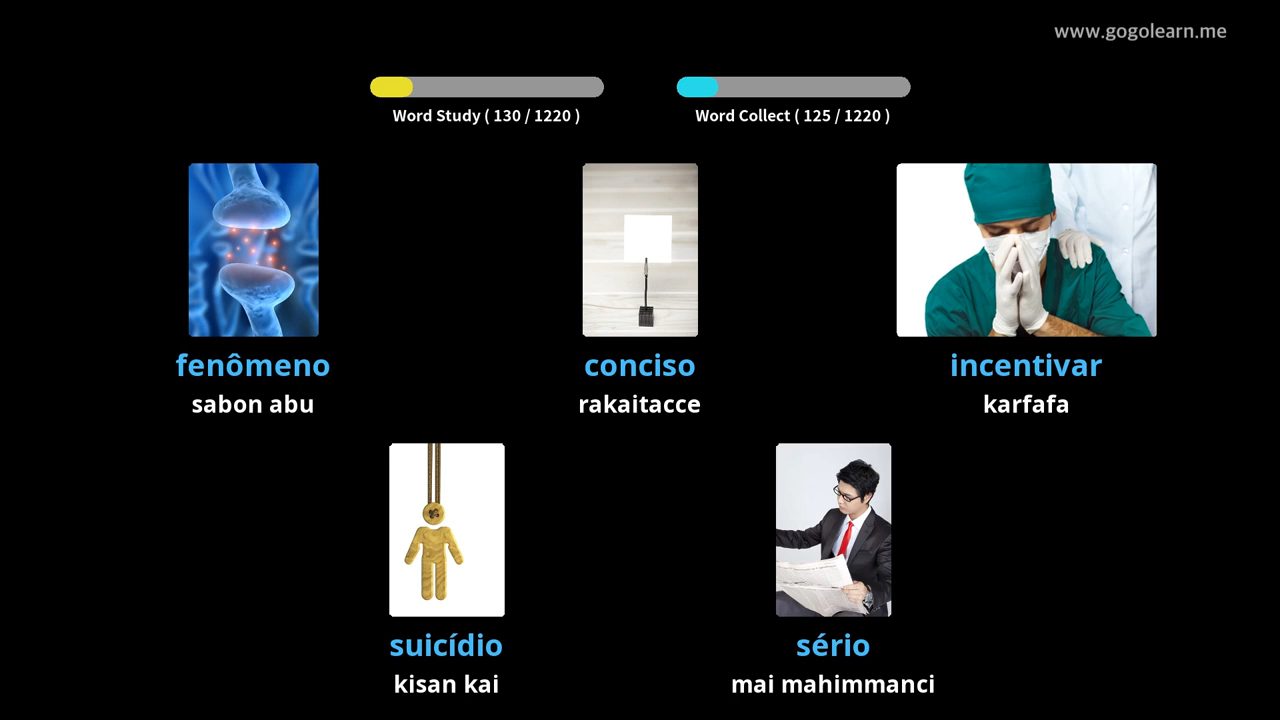 www.gogolearn.me
Word Study ( 130 / 1220 )
Word Collect ( 125 / 1220 )
fenômeno
sabon abu
conciso
rakaitacce
incentivar
karfafa
suicídio
kisan kai
sério
mai mahimmanci